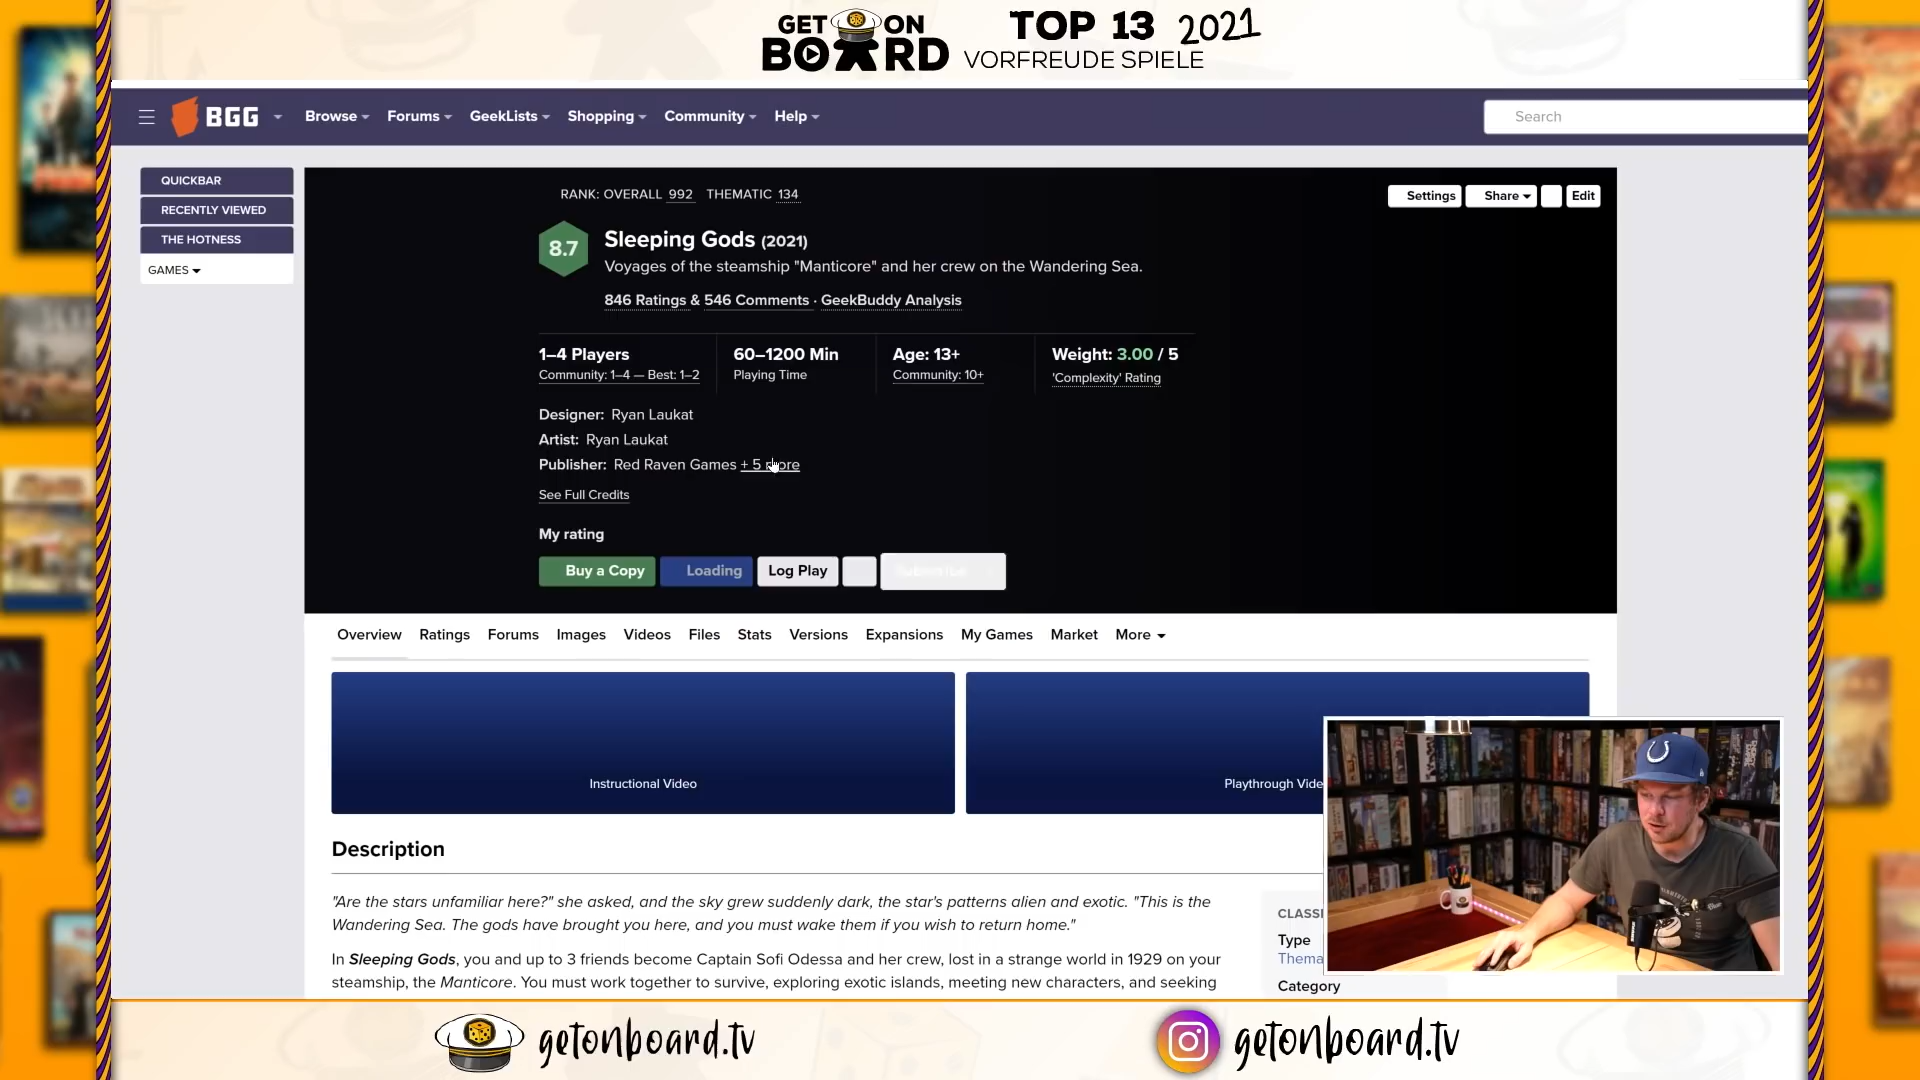 GET ON BOARD
TOP 13 2021
VORFREUDE SPIELE
BGG Browse Forums GeekLists Shopping Community Help Search
QUICKBAR
RECENTLY VIEWED
THE HOTNESS
GAMES
RANK: OVERALL 992 THEMATIC 134
Settings Share Edit
8.7
Sleeping Gods (2021)
Voyages of the steamship "Manticore" and her crew on the Wandering Sea.
846 Ratings & 546 Comments · GeekBuddy Analysis
1–4 Players 60–1200 Min Age: 13+ Weight: 3.00 / 5
Community: 1–4 — Best: 1–2 Playing Time Community: 10+ 'Complexity' Rating
Designer: Ryan Laukat
Artist: Ryan Laukat
Publisher: Red Raven Games + 5 more
See Full Credits
My rating
Buy a Copy Loading Log Play Subscribe
Overview Ratings Forums Images Videos Files Stats Versions Expansions My Games Market More
Instructional Video Playthrough Vide
Description
"Are the stars unfamiliar here?" she asked, and the sky grew suddenly dark, the star's patterns alien and exotic. "This is the
Wandering Sea. The gods have brought you here, and you must wake them if you wish to return home."
In Sleeping Gods, you and up to 3 friends become Captain Sofi Odessa and her crew, lost in a strange world in 1929 on your
steamship, the Manticore. You must work together to survive, exploring exotic islands, meeting new characters, and seeking
CLASSI
Type
Thema
Category
getonboard.tv getonboard.tv